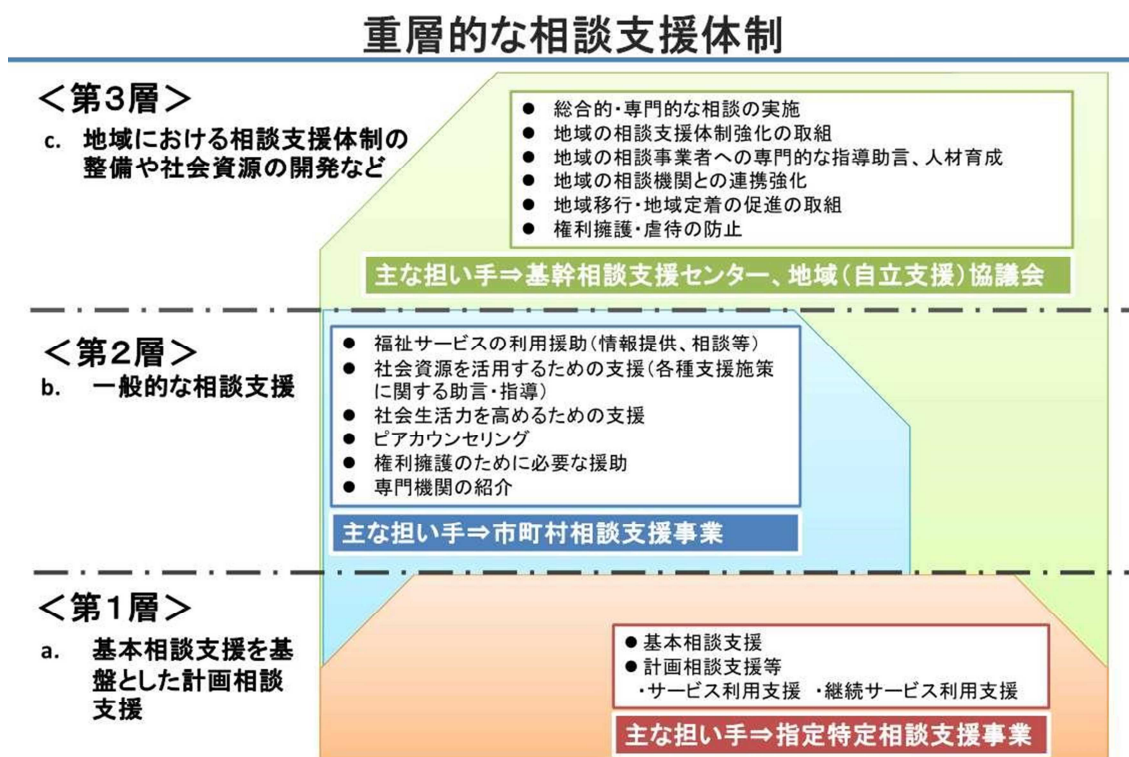 重層的な相談支援体制
＜第3層＞
c. 地域における相談支援体制の
整備や社会資源の開発など
● 総合的・専門的な相談の実施
● 地域の相談支援体制強化の取組
● 地域の相談事業者への専門的な指導助言、人材育成
● 地域の相談機関との連携強化
● 地域移行・地域定着の促進の取組
● 権利擁護・虐待の防止
主な担い手⇒基幹相談支援センター、地域（自立支援）協議会
＜第2層＞
b. 一般的な相談支援
● 福祉サービスの利用援助（情報提供、相談等）
● 社会資源を活用するための支援（各種支援施策
に関する助言・指導）
● 社会生活力を高めるための支援
● ピアカウンセリング
● 権利擁護のために必要な援助
● 専門機関の紹介
主な担い手⇒市町村相談支援事業
＜第1層＞
a. 基本相談支援を基
盤とした計画相談
支援
● 基本相談支援
● 計画相談支援等
・サービス利用支援 ・継続サービス利用支援
主な担い手⇒指定特定相談支援事業